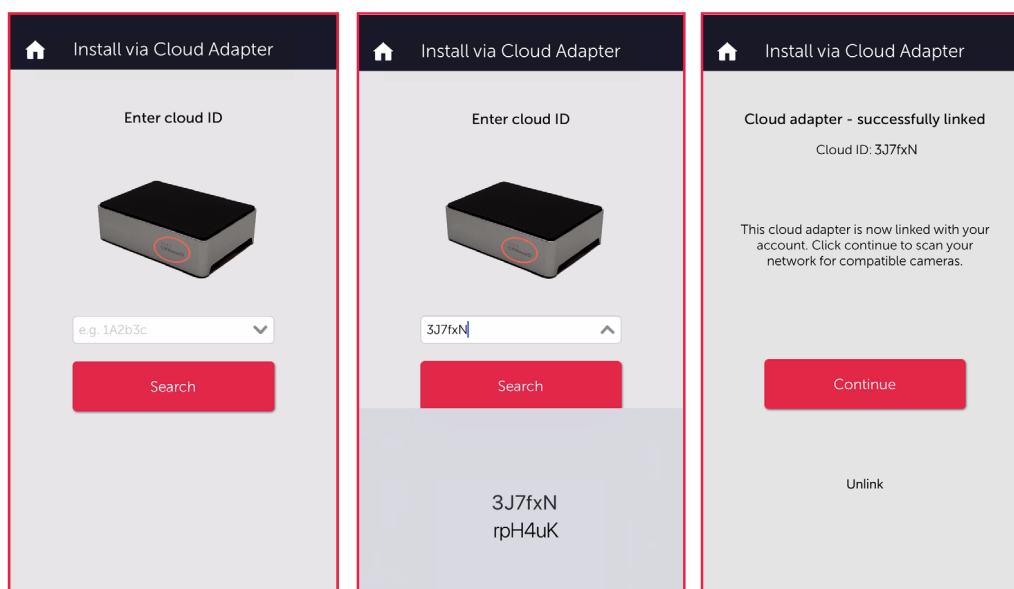 Install via Cloud Adapter
Enter cloud ID
e.g. 1A2b3c
Search
Install via Cloud Adapter
Enter cloud ID
3J7fxN
Search
3J7fxN
rpH4uK
Install via Cloud Adapter
Cloud adapter - successfully linked
Cloud ID: 3J7fxN
This cloud adapter is now linked with your
account. Click continue to scan your
network for compatible cameras.
Continue
Unlink